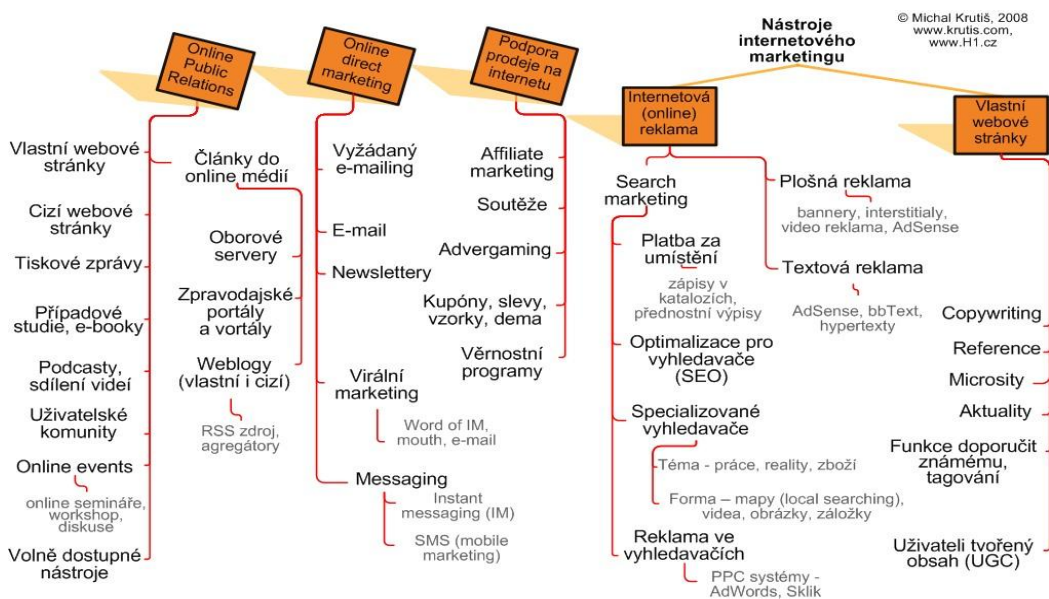 Nástroje
internetového
marketingu
© Michal Krutiš, 2008
www.krutis.com,
www.H1.cz
Online
Public
Relations
Vlastní webové
stránky
Cizí webové
stránky
Tiskové zprávy
Případové
studie, e-booky
Podcasty,
sdílení videí
Uživatelské
komunity
Online events
online semináře,
workshop,
diskuse
Volně dostupné
nástroje
Články do
online médií
Oborové
servery
Zpravodajské
portály
a vortály
Weblogy
(vlastní i cizí)
RSS zdroj,
agregátory
Online
direct
marketing
Vyžádaný
e-mailing
E-mail
Newslettery
Virální
marketing
Word of IM,
mouth, e-mail
Messaging
Instant
messaging (IM)
SMS (mobile
marketing)
Podpora
prodeje na
internetu
Affiliate
marketing
Soutěže
Advergaming
Kupóny, slevy,
vzorky, dema
Věrnostní
programy
Internetová
(online)
reklama
Search
marketing
Platba za
umístění
zápisy v
katalozích,
přednostní výpisy
Optimalizace pro
vyhledavače
(SEO)
Specializované
vyhledavače
Téma - práce, reality, zboží
Forma – mapy (local searching),
videa, obrázky, záložky
Reklama ve
vyhledavačích
PPC systémy -
AdWords, Sklik
Plošná reklama
bannery, interstitialy,
video reklama, AdSense
Textová reklama
AdSense, bbText,
hypertexty
Vlastní
webové
stránky
Copywriting
Reference
Microsity
Aktuality
Funkce doporučit
známému,
tagování
Uživateli tvořený
obsah (UGC)